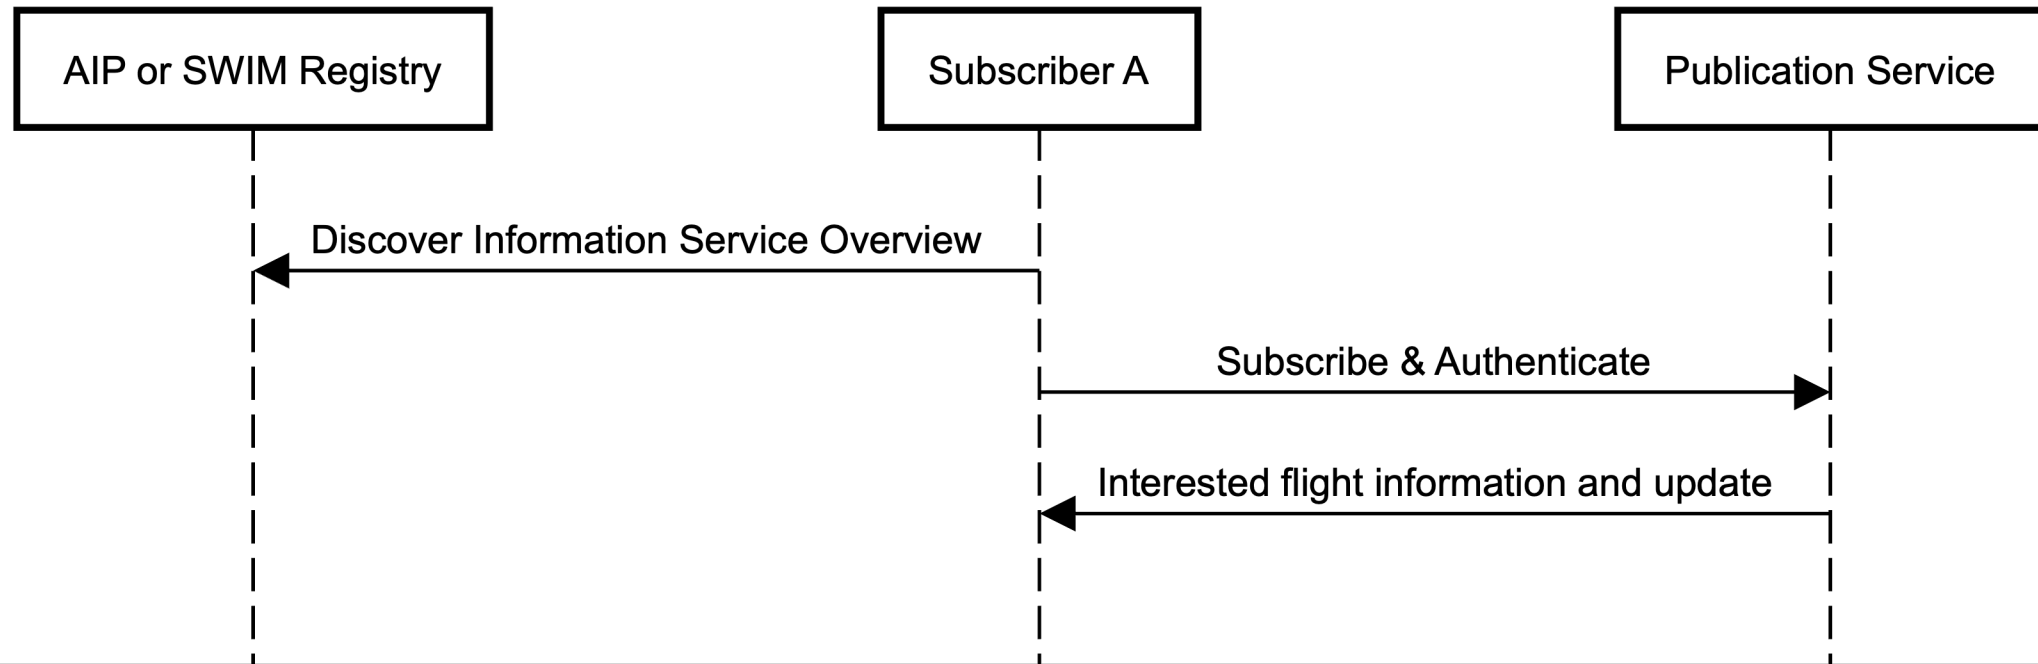 AIP or SWIM Registry
Subscriber A
Publication Service
Discover Information Service Overview
Subscribe & Authenticate
Interested flight information and update